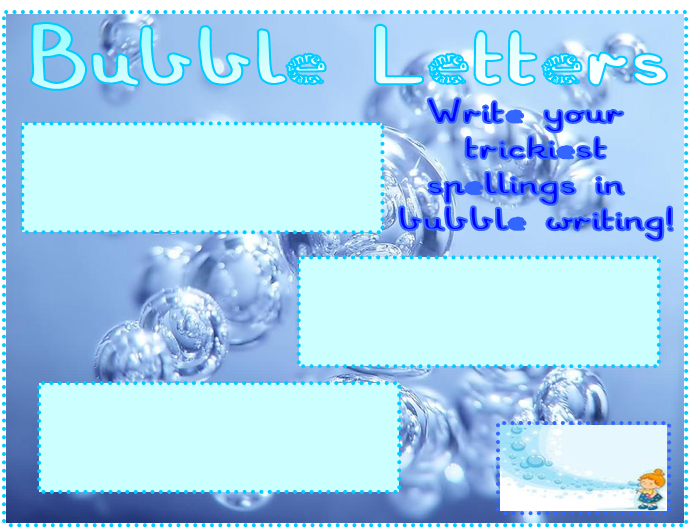 Bubble Letters
Write your
trickiest
spellings in
bubble writing!